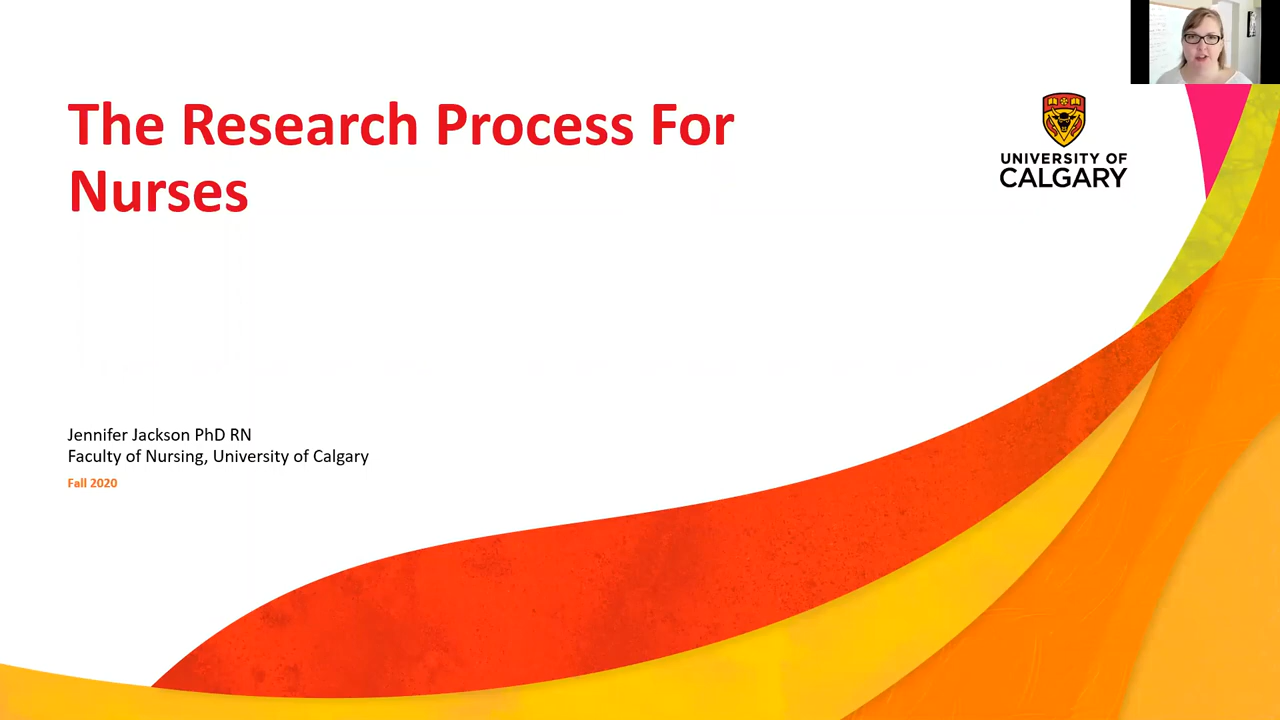 The Research Process For
Nurses
UNIVERSITY OF
CALGARY
Jennifer Jackson PhD RN
Faculty of Nursing, University of Calgary
Fall 2020